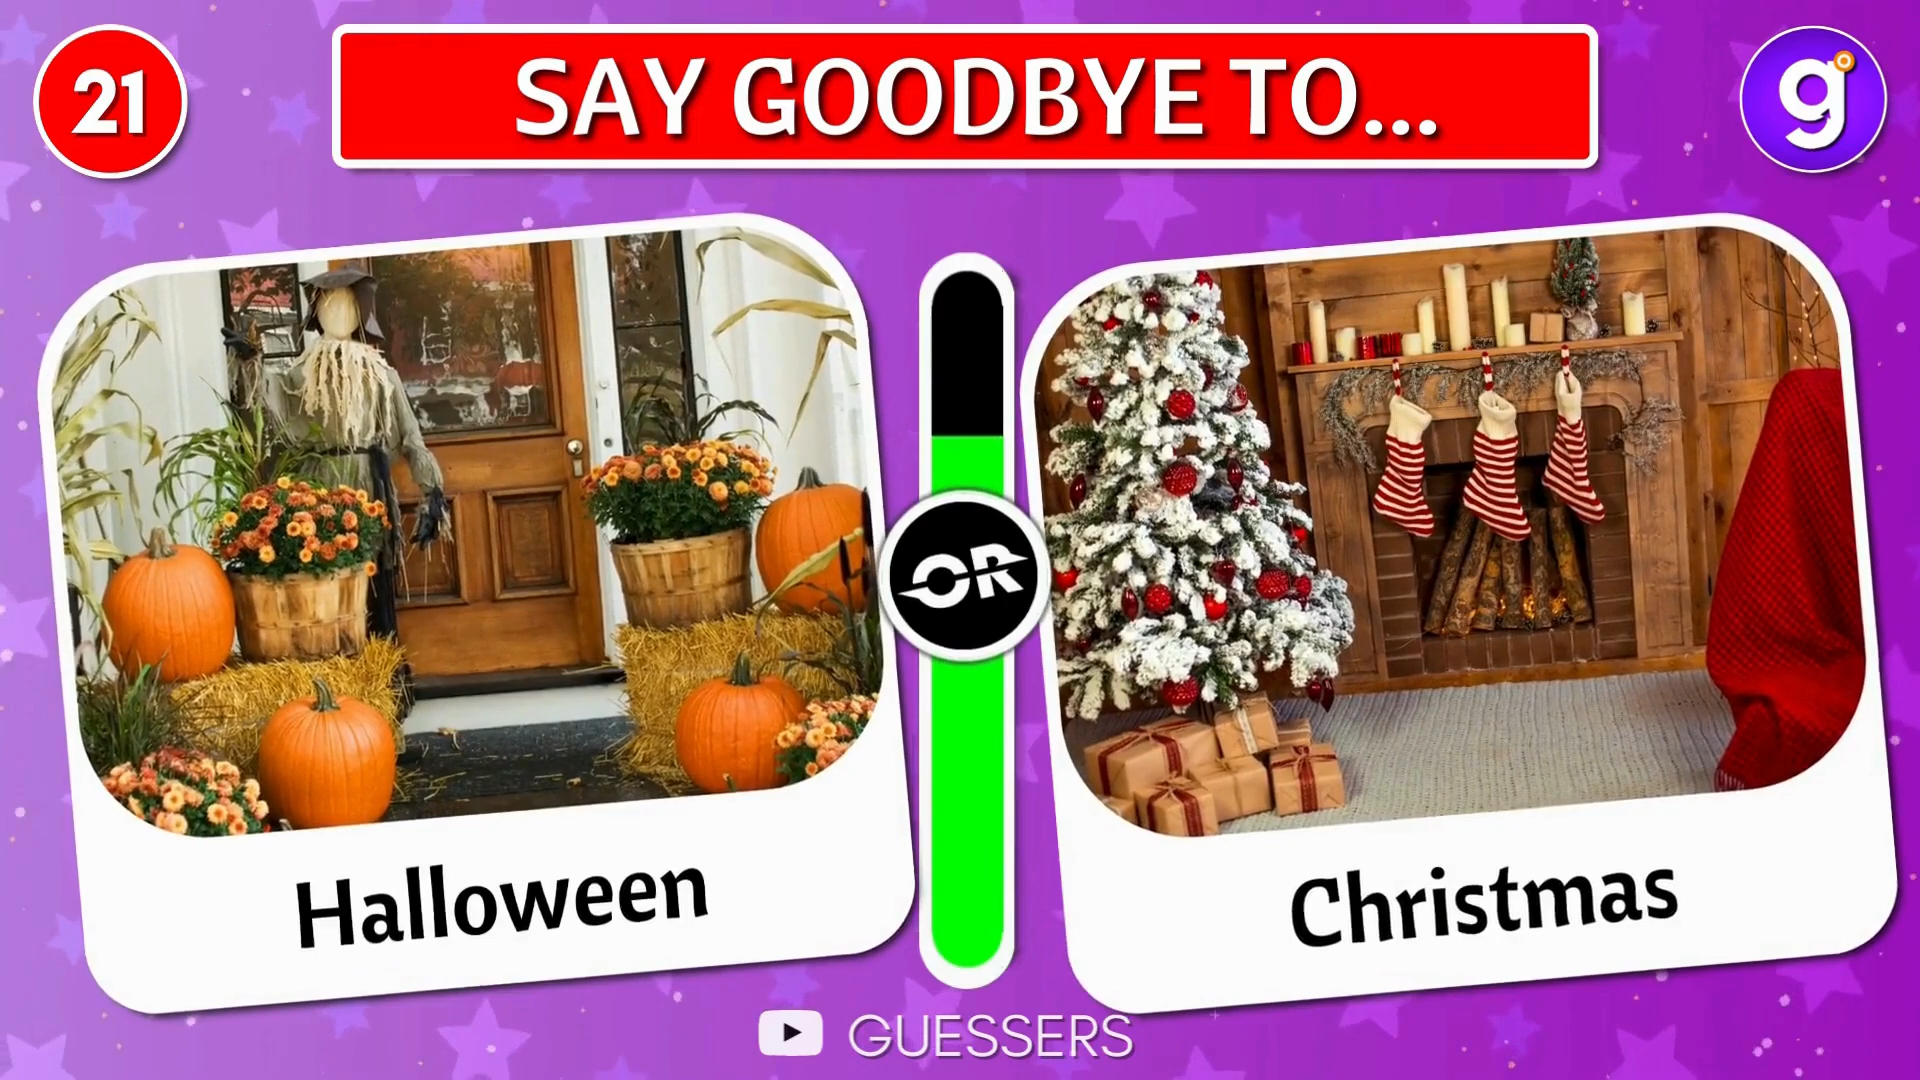 21
SAY GOODBYE TO...
g
OR
Halloween
Christmas
GUESSERS